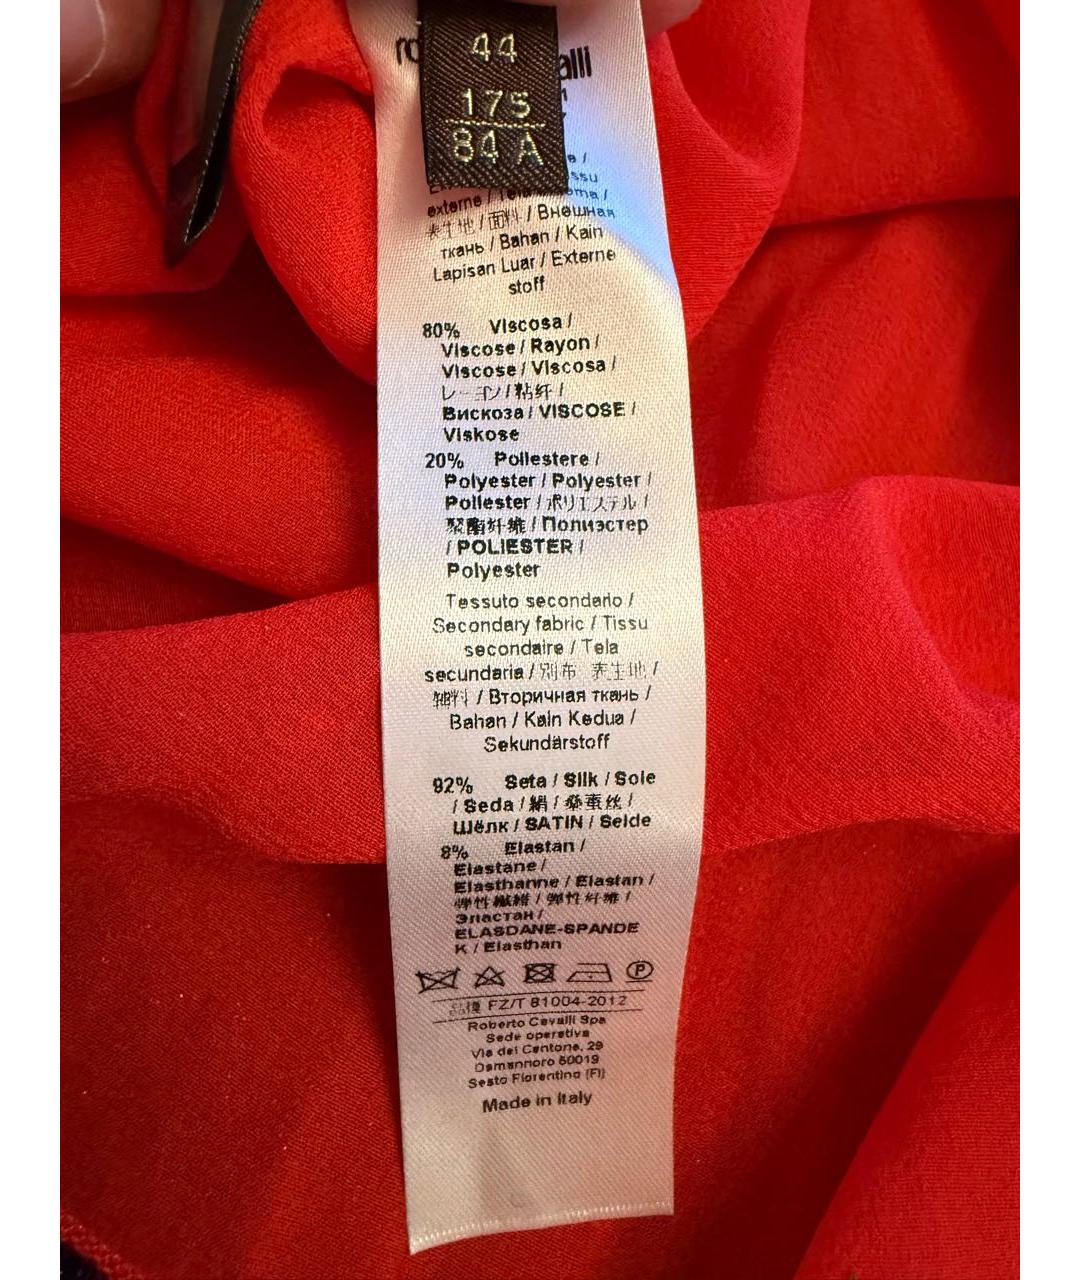 44
175
84 A
externe / Tela
表生地 / 面料 / Внешная
ткань / Bahan / Kain
Lapisan Luar / Externe
stoff
80% Viscosa /
Viscose / Rayon /
Viscose / Viscosa /
レーヨン / 粘纤 /
Вискоза / VISCOSE /
Viskose
20% Poliestere /
Polyester / Polyester /
Poliester / ポリエステル /
聚酯纤维 / Полиэстер
/ POLIESTER /
Polyester
Tessuto secondario /
Secondary fabric / Tissu
secondaire / Tela
secundaria / 別布 表生地 /
辅料 / Вторичная ткань /
Bahan / Kain Kedua /
Sekundärstoff
92% Seta / Silk / Soie
/ Seda / 絹 / 桑蚕丝 /
Шёлк / SATIN / Seide
8% Elastan /
Elastane /
Elasthanne / Elastan /
弾性繊維 / 弹性纤维 /
Эластан /
ELASDANE-SPANDE
K / Elasthan
P
FZ/T 81004-2012
Roberto Cavalli Spa
Sede operativa
Via del Cantone, 29
Osmannoro 50019
Sesto Fiorentino (FI)
Made in Italy